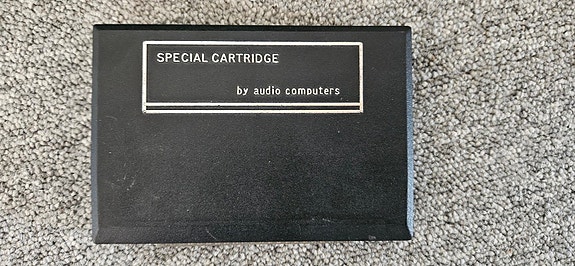 SPECIAL CARTRIDGE
by audio computers